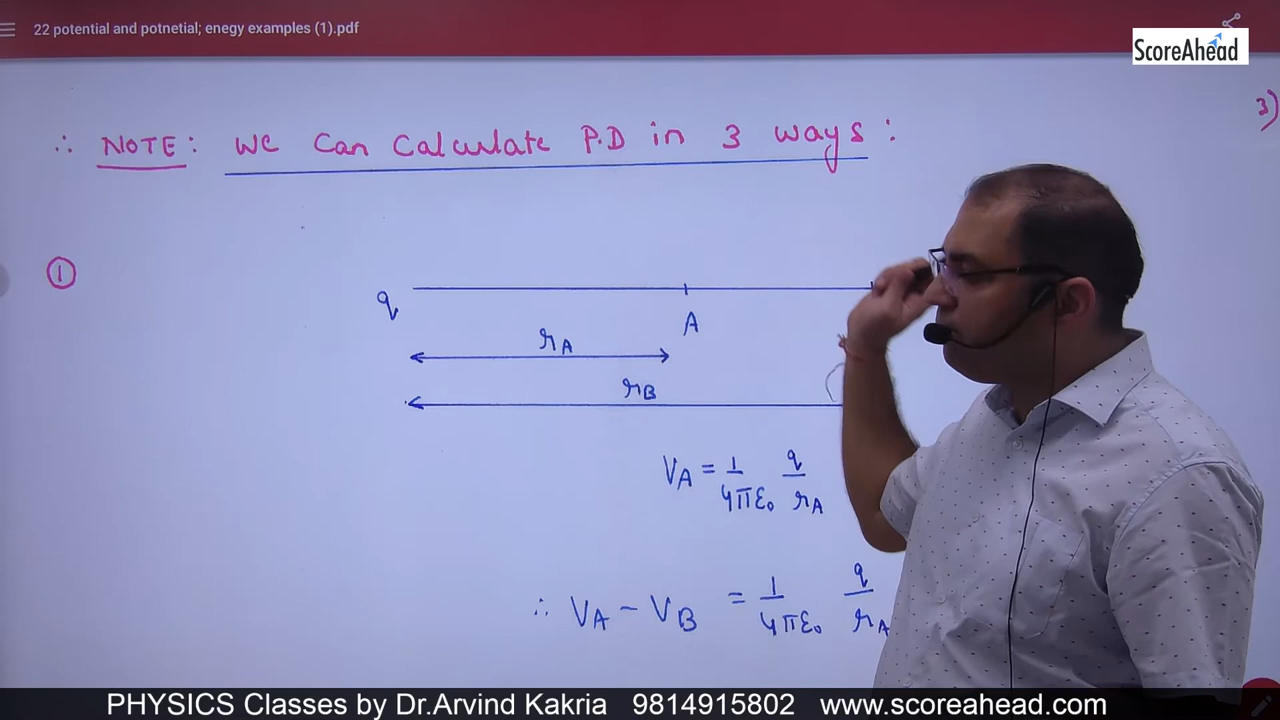 22 potential and potnetial; enegy examples (1).pdf
ScoreAhead
3)
∴ NOTE: We Can Calculate P.D in 3 ways:
①
q
A
rA
rB
VA = 1/4πε₀ q/rA
∴ VA - VB = 1/4πε₀ q/rA
PHYSICS Classes by Dr.Arvind Kakria 9814915802 www.scoreahead.com